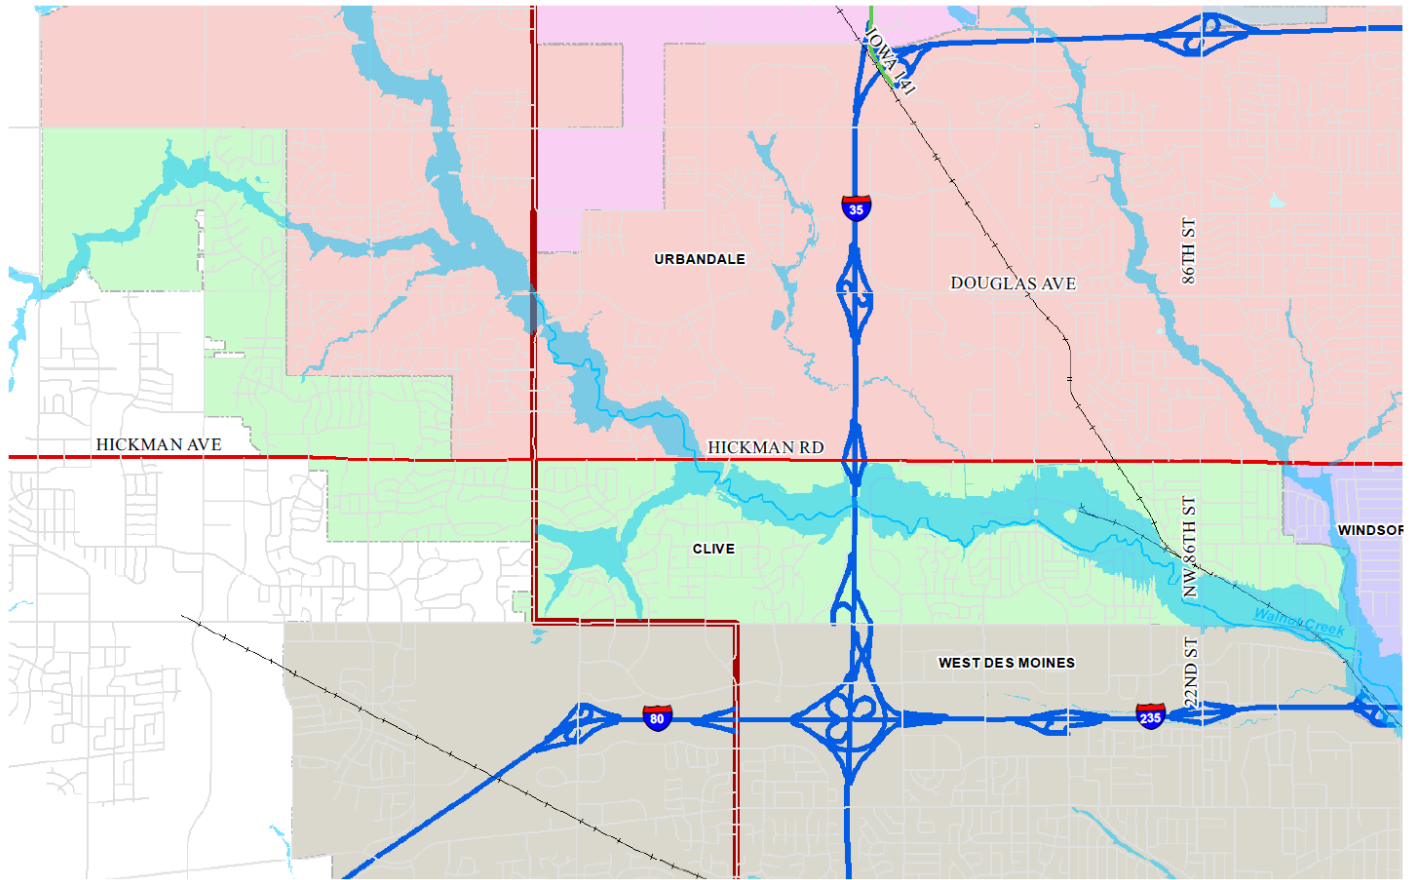 IOWA 141
35
86TH ST
URBANDALE
DOUGLAS AVE
HICKMAN AVE
HICKMAN RD
WINDSOR
CLIVE
NW 86TH ST
Walnut Creek
WEST DES MOINES
22ND ST
80
235